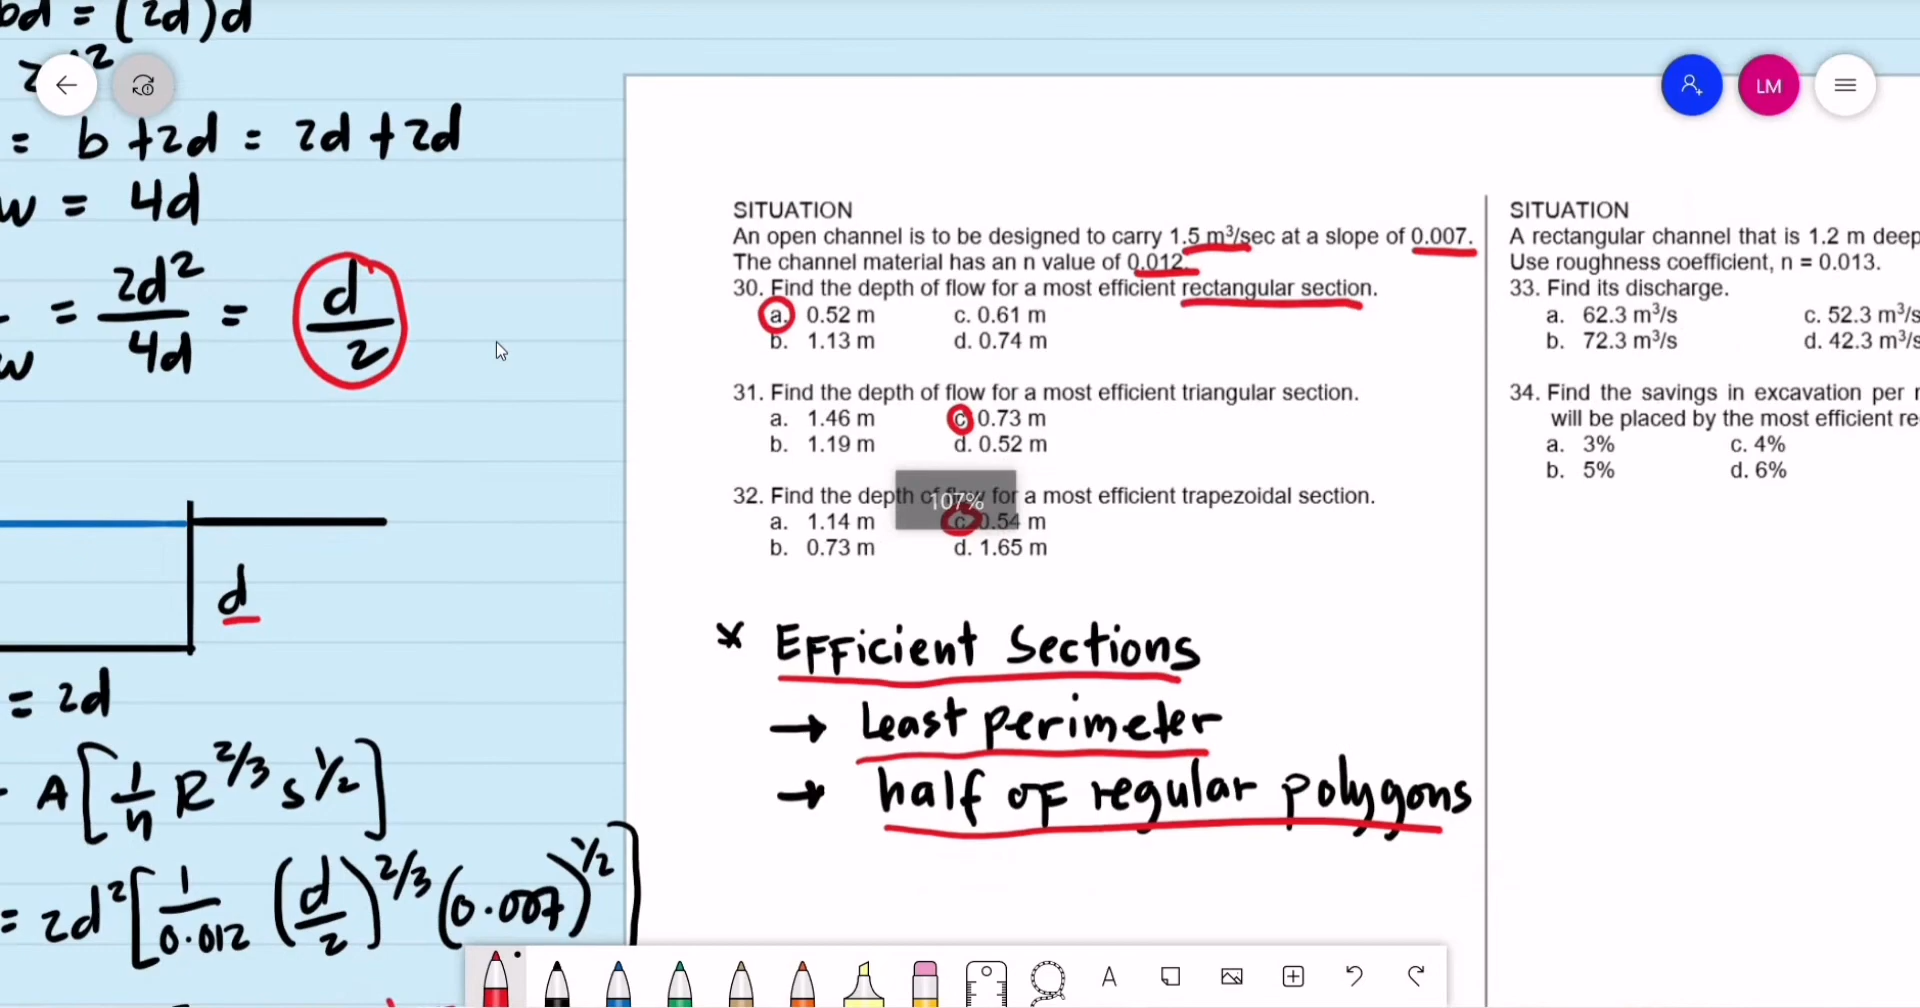 bd = (2d)d
= b + 2d = 2d + 2d
w = 4d
= 2d² / 4d = d / 2
w
d
= 2d
A [ 1/n R^2/3 s^1/2 ]
= 2d² [ 1/0.012 (d/2)^2/3 (0.007)^1/2 ]
LM
SITUATION
An open channel is to be designed to carry 1.5 m³/sec at a slope of 0.007.
The channel material has an n value of 0.012.
30. Find the depth of flow for a most efficient rectangular section.
a. 0.52 m c. 0.61 m
b. 1.13 m d. 0.74 m
31. Find the depth of flow for a most efficient triangular section.
a. 1.46 m c. 0.73 m
b. 1.19 m d. 0.52 m
32. Find the depth of flow for a most efficient trapezoidal section.
107%
a. 1.14 m c. 0.54 m
b. 0.73 m d. 1.65 m
* Efficient Sections
→ Least perimeter
→ half of regular polygons
SITUATION
A rectangular channel that is 1.2 m deep
Use roughness coefficient, n = 0.013.
33. Find its discharge.
a. 62.3 m³/s c. 52.3 m³/s
b. 72.3 m³/s d. 42.3 m³/s
34. Find the savings in excavation per
will be placed by the most efficient re
a. 3% c. 4%
b. 5% d. 6%
A